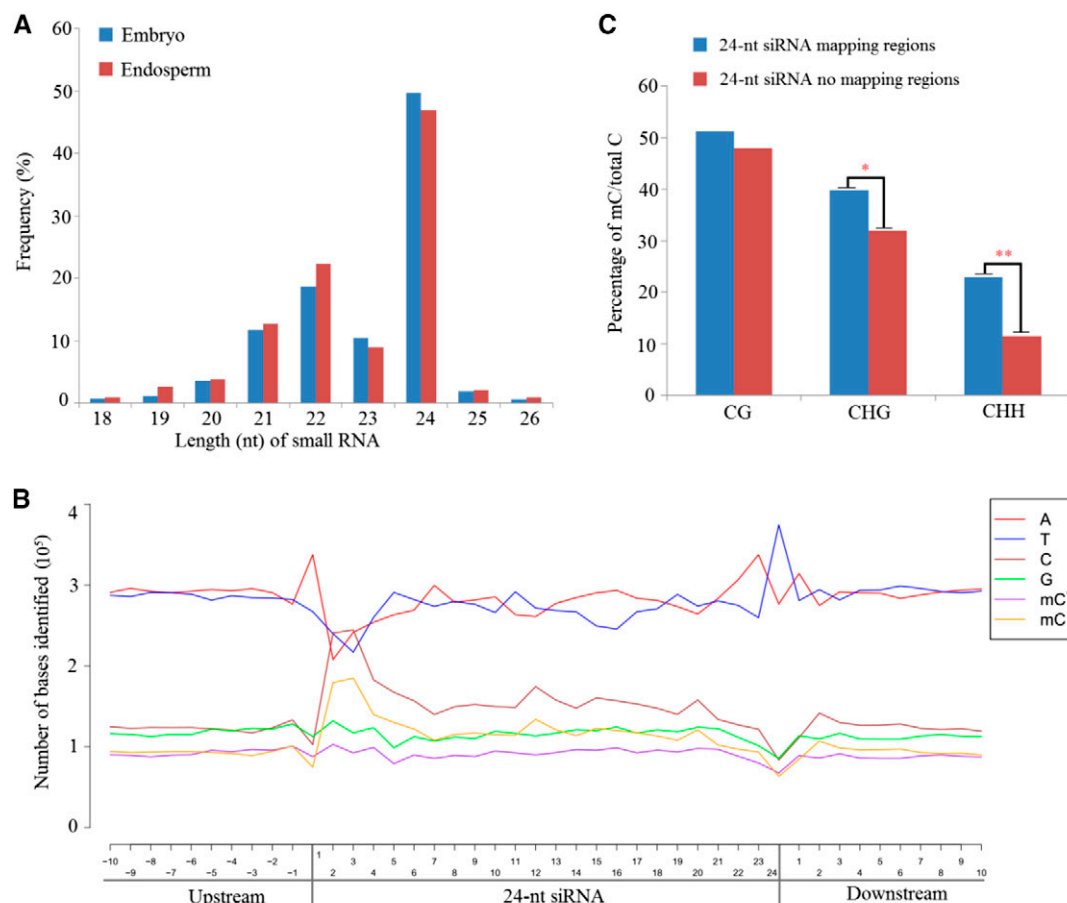 A
Embryo
Endosperm
Frequency (%)
60
50
40
30
20
10
0
18 19 20 21 22 23 24 25 26
Length (nt) of small RNA
C
24-nt siRNA mapping regions
24-nt siRNA no mapping regions
Percentage of mC/total C
60
50
40
30
20
10
0
*
**
CG CHG CHH
B
Number of bases identified (10⁵)
4
3
2
1
0
A
T
C
G
mC'
mC
−10 −8 −7 −5 −4 −2 1 3 5 7 9 11 13 15 17 19 21 23 1 3 5 7 9
−9 −7 −6 −4 −3 −1 2 4 6 8 10 12 14 16 18 20 22 24 2 4 6 8 10
Upstream 24-nt siRNA Downstream